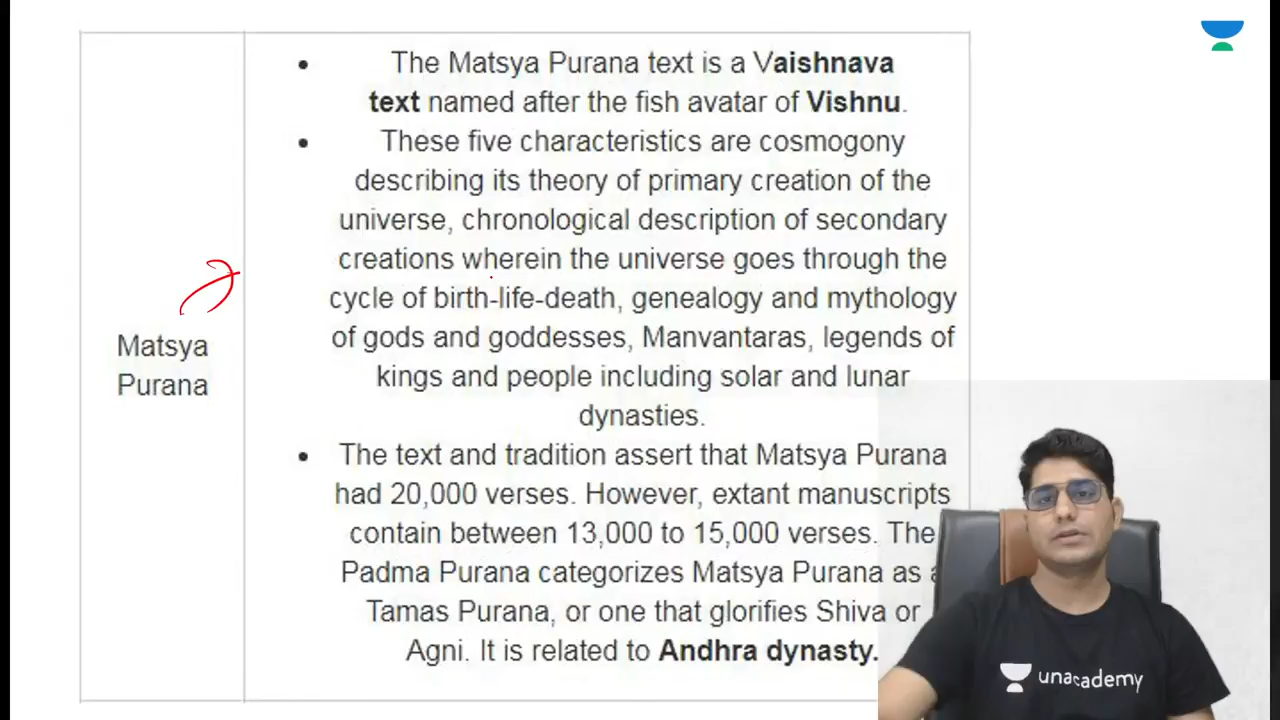 The Matsya Purana text is a Vaishnava
text named after the fish avatar of Vishnu.
These five characteristics are cosmogony
describing its theory of primary creation of the
universe, chronological description of secondary
creations wherein the universe goes through the
cycle of birth-life-death, genealogy and mythology
of gods and goddesses, Manvantaras, legends of
kings and people including solar and lunar
dynasties.
The text and tradition assert that Matsya Purana
had 20,000 verses. However, extant manuscripts
contain between 13,000 to 15,000 verses. The
Padma Purana categorizes Matsya Purana as a
Tamas Purana, or one that glorifies Shiva or
Agni. It is related to Andhra dynasty.
Matsya
Purana
unacademy